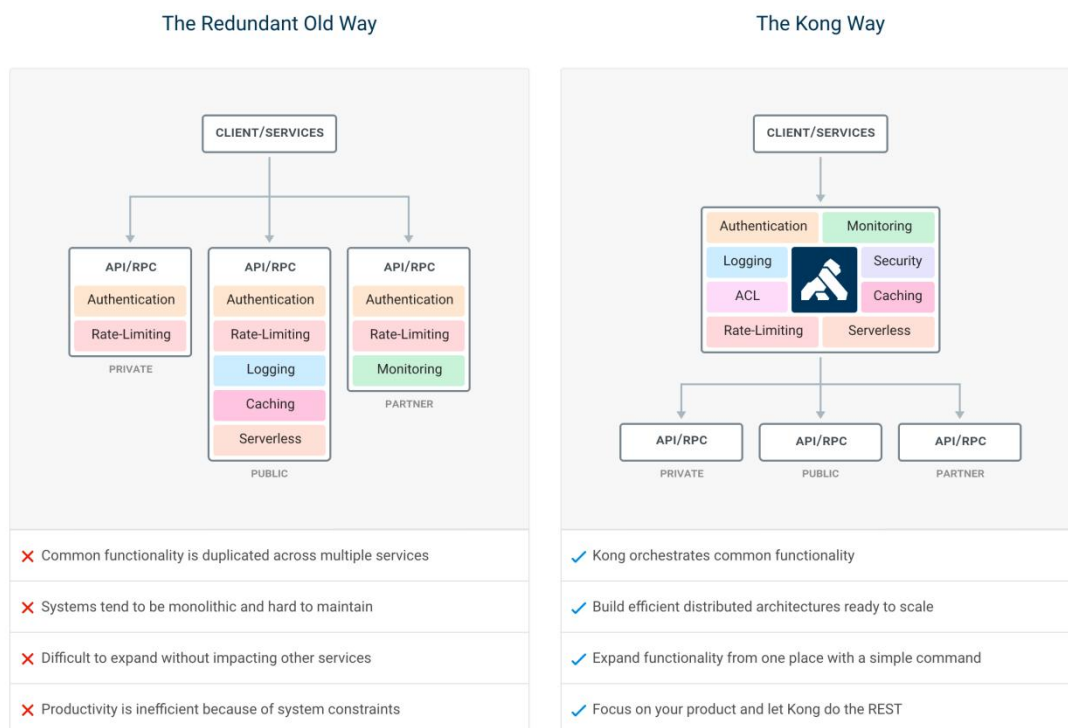 The Redundant Old Way
CLIENT/SERVICES
API/RPC
Authentication
Rate-Limiting
PRIVATE
API/RPC
Authentication
Rate-Limiting
Logging
Caching
Serverless
PUBLIC
API/RPC
Authentication
Rate-Limiting
Monitoring
PARTNER
Common functionality is duplicated across multiple services
Systems tend to be monolithic and hard to maintain
Difficult to expand without impacting other services
Productivity is inefficient because of system constraints
The Kong Way
CLIENT/SERVICES
Authentication Monitoring
Logging Security
ACL Caching
Rate-Limiting Serverless
API/RPC
PRIVATE
API/RPC
PUBLIC
API/RPC
PARTNER
Kong orchestrates common functionality
Build efficient distributed architectures ready to scale
Expand functionality from one place with a simple command
Focus on your product and let Kong do the REST